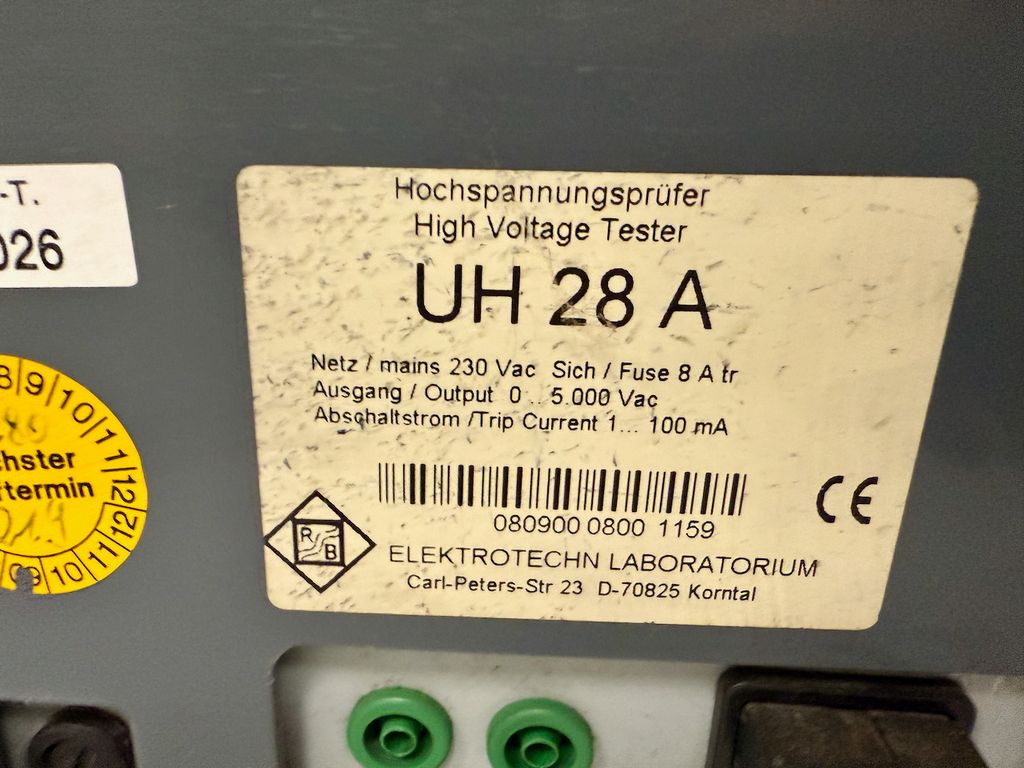 -T.
026
Hochspannungsprüfer
High Voltage Tester
UH 28 A
Netz / mains 230 Vac Sich / Fuse 8 A tr
Ausgang / Output 0 .. 5.000 Vac
Abschaltstrom /Trip Current 1... 100 mA
080900 0800 1159
R B
ELEKTROTECHN LABORATORIUM
Carl-Peters-Str 23 D-70825 Korntal
CE
8 9 10 11 12
chster
ftermin
12 11 10 09